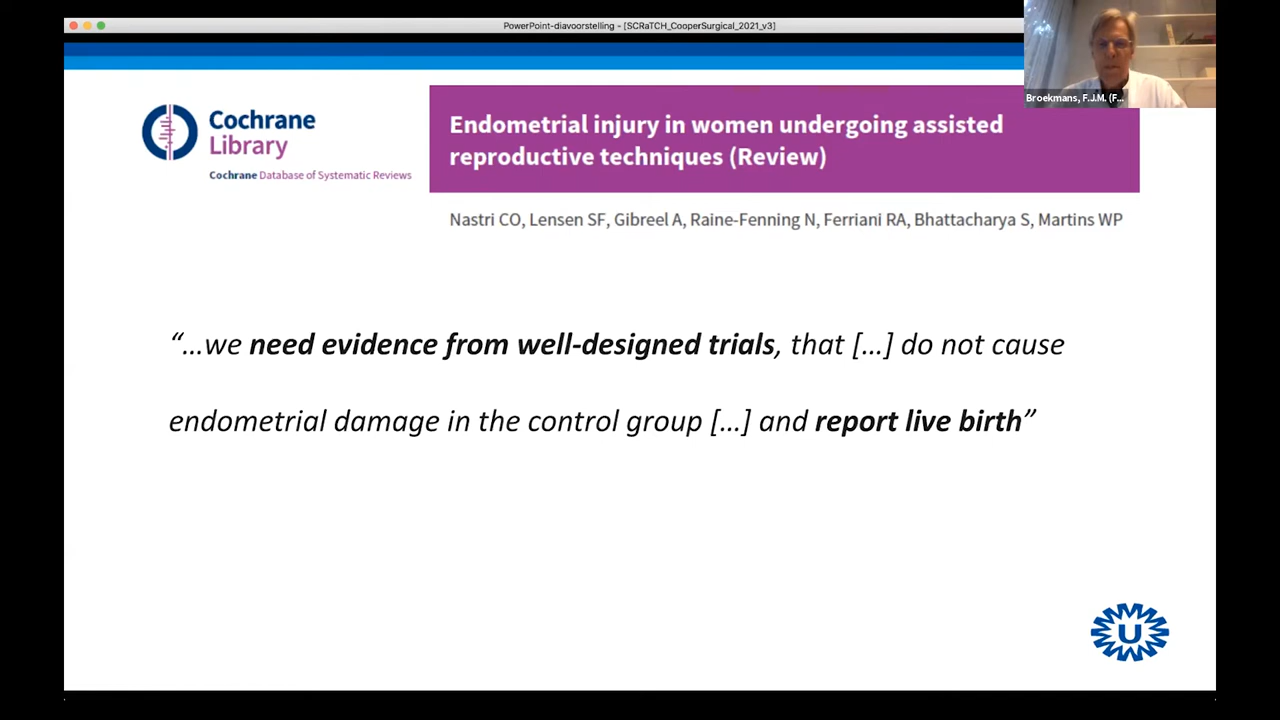 PowerPoint-diavoorstelling - [SCRaTCH_CooperSurgical_2021_v3]
Broekmans, F.J.M. (F...
Cochrane
Library
Cochrane Database of Systematic Reviews
Endometrial injury in women undergoing assisted
reproductive techniques (Review)
Nastri CO, Lensen SF, Gibreel A, Raine-Fenning N, Ferriani RA, Bhattacharya S, Martins WP
“...we need evidence from well-designed trials, that [...] do not cause
endometrial damage in the control group [...] and report live birth”
U